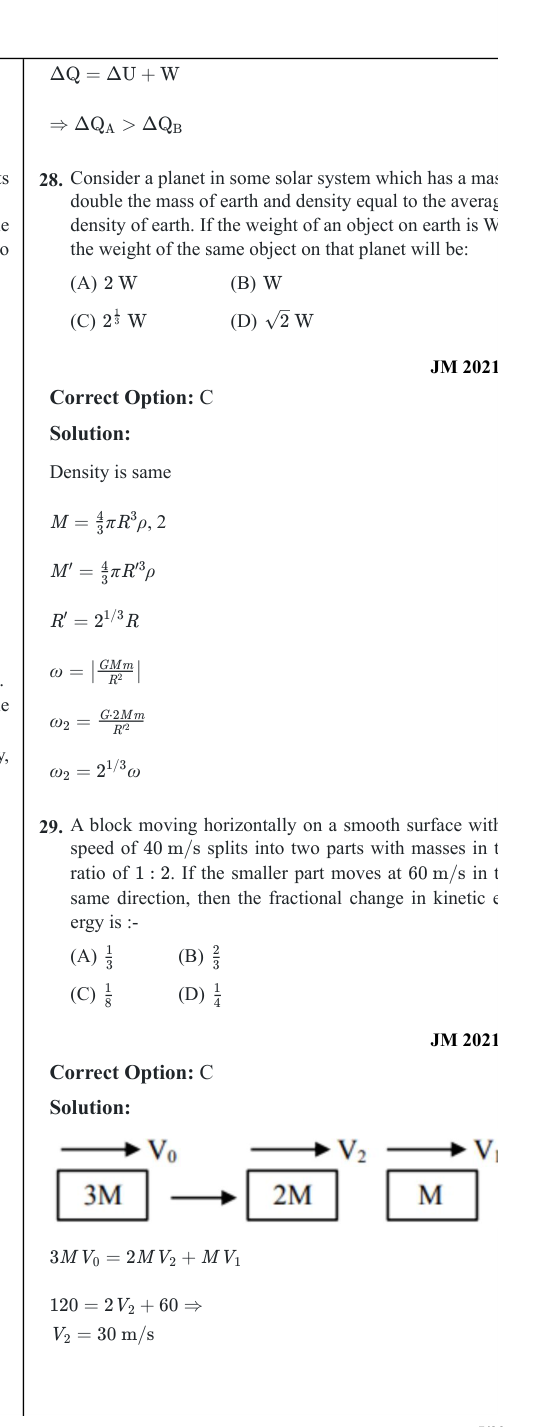 ΔQ = ΔU + W
⇒ ΔQ_A > ΔQ_B
28. Consider a planet in some solar system which has a mas
double the mass of earth and density equal to the averag
density of earth. If the weight of an object on earth is W
the weight of the same object on that planet will be:
(A) 2 W (B) W
(C) 2^{1/3} W (D) √2 W
JM 2021
Correct Option: C
Solution:
Density is same
M = 4/3 πR³ρ, 2
M′ = 4/3 πR′³ρ
R′ = 2^{1/3}R
ω = |GMm/R²|
ω₂ = G·2Mm/R′²
ω₂ = 2^{1/3}ω
29. A block moving horizontally on a smooth surface with
speed of 40 m/s splits into two parts with masses in t
ratio of 1 : 2. If the smaller part moves at 60 m/s in t
same direction, then the fractional change in kinetic e
ergy is :-
(A) 1/3 (B) 2/3
(C) 1/8 (D) 1/4
JM 2021
Correct Option: C
Solution:
V₀ V₂ V₁
3M 2M M
3MV₀ = 2MV₂ + MV₁
120 = 2V₂ + 60 ⇒
V₂ = 30 m/s